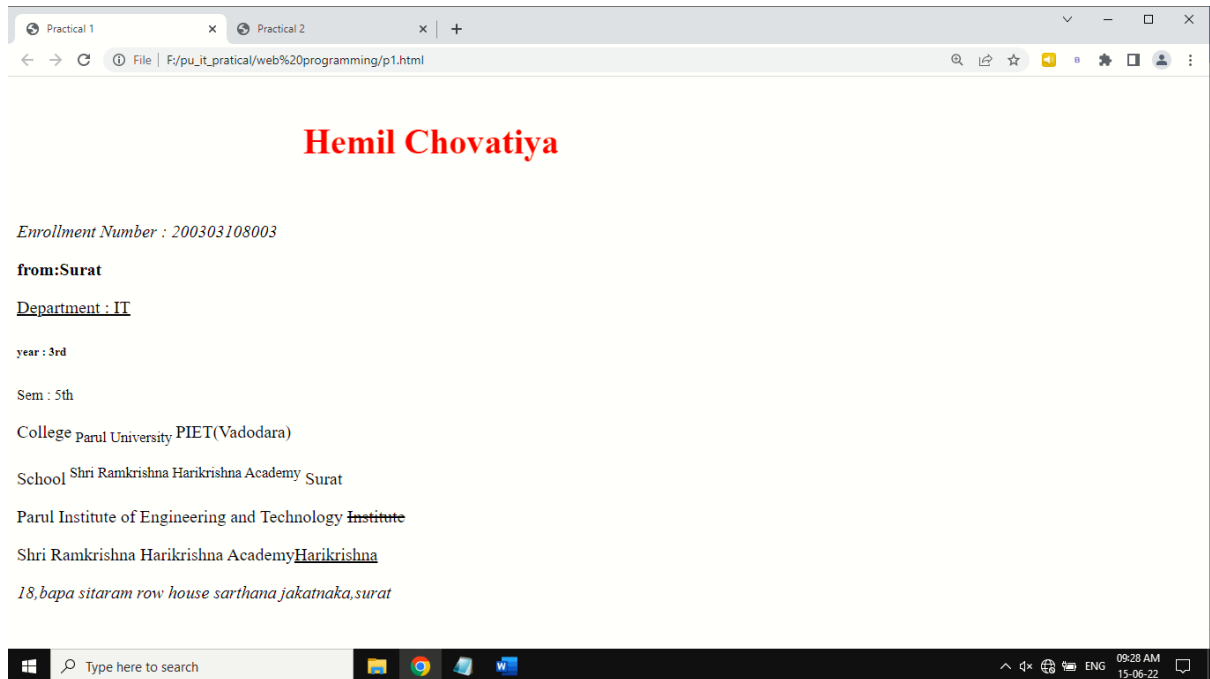 Practical 1
Practical 2
File F:/pu_it_pratical/web%20programming/p1.html
B
Hemil Chovatiya
Enrollment Number : 200303108003
from:Surat
Department : IT
year : 3rd
Sem : 5th
College Parul University PIET(Vadodara)
School Shri Ramkrishna Harikrishna Academy Surat
Parul Institute of Engineering and Technology Institute
Shri Ramkrishna Harikrishna AcademyHarikrishna
18,bapa sitaram row house sarthana jakatnaka,surat
Type here to search
W
ENG
09:28 AM
15-06-22